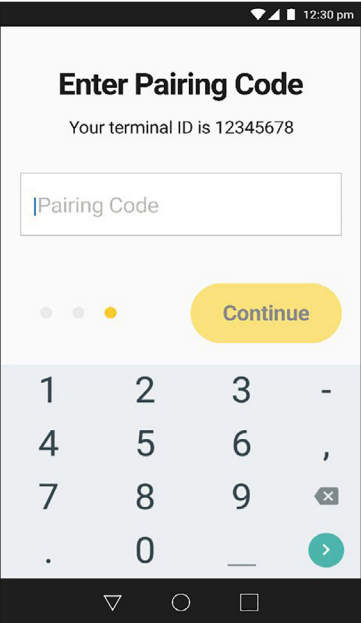 12:30 pm
Enter Pairing Code
Your terminal ID is 12345678
Pairing Code
Continue
1 2 3 -
4 5 6 ,
7 8 9
. 0 _